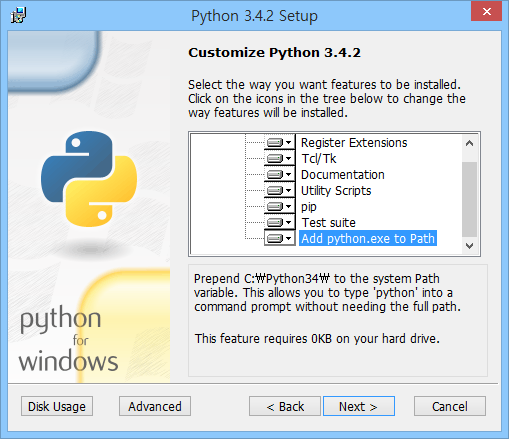 Python 3.4.2 Setup
Customize Python 3.4.2
Select the way you want features to be installed.
Click on the icons in the tree below to change the
way features will be installed.
Register Extensions
Tcl/Tk
Documentation
Utility Scripts
pip
Test suite
Add python.exe to Path
Prepend C:₩Python34₩ to the system Path
variable. This allows you to type 'python' into a
command prompt without needing the full path.
This feature requires 0KB on your hard drive.
python
for
windows
Disk Usage
Advanced
< Back
Next >
Cancel